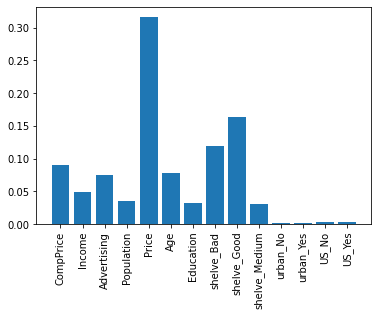 0.30
0.25
0.20
0.15
0.10
0.05
0.00
CompPrice
Income
Advertising
Population
Price
Age
Education
shelve_Bad
shelve_Good
shelve_Medium
urban_No
urban_Yes
US_No
US_Yes